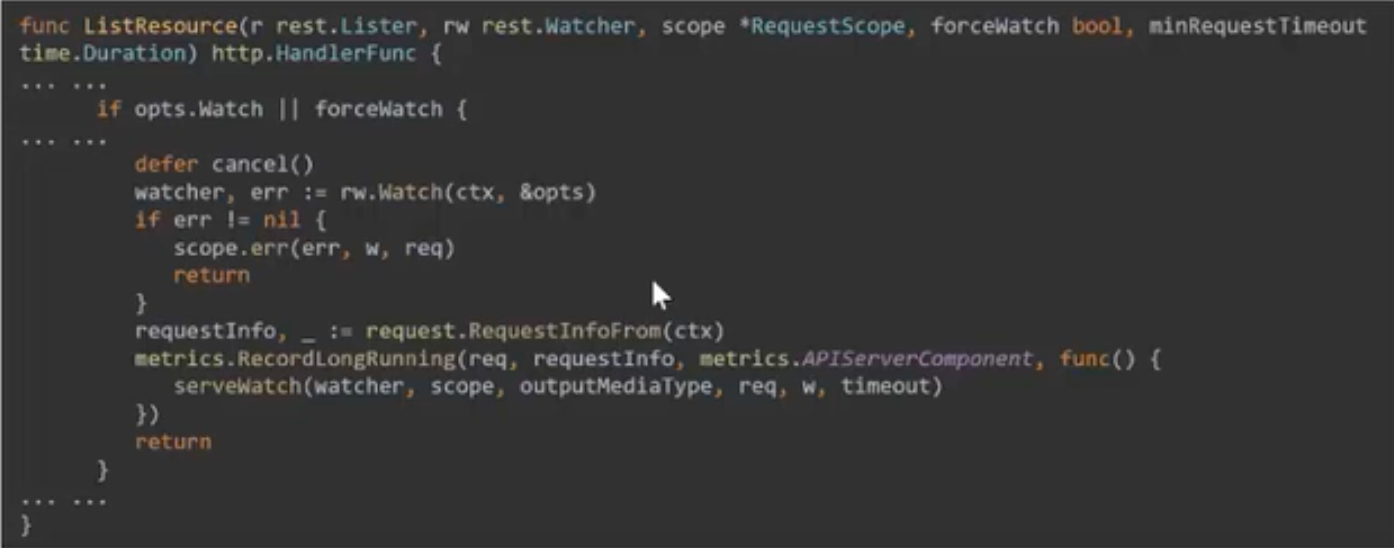 func ListResource(r rest.Lister, rw rest.Watcher, scope *RequestScope, forceWatch bool, minRequestTimeout
time.Duration) http.HandlerFunc {
... ...
if opts.Watch || forceWatch {
... ...
defer cancel()
watcher, err := rw.Watch(ctx, &opts)
if err != nil {
scope.err(err, w, req)
return
}
requestInfo, _ := request.RequestInfoFrom(ctx)
metrics.RecordLongRunning(req, requestInfo, metrics.APIServerComponent, func() {
serveWatch(watcher, scope, outputMediaType, req, w, timeout)
})
return
}
... ...
}